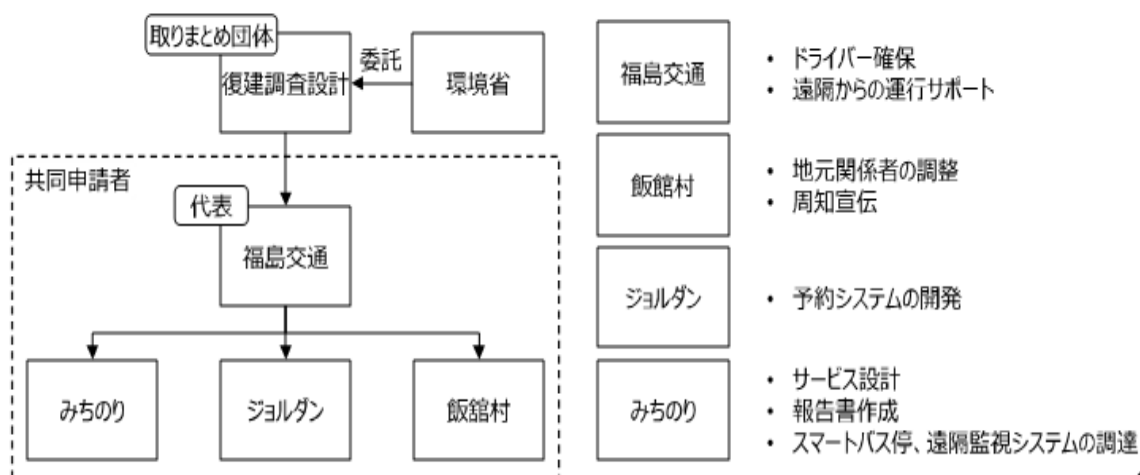 取りまとめ団体
復建調査設計
委託
環境省
共同申請者
代表
福島交通
みちのり
ジョルダン
飯舘村
福島交通
• ドライバー確保
• 遠隔からの運行サポート
飯館村
• 地元関係者の調整
• 周知宣伝
ジョルダン
• 予約システムの開発
みちのり
• サービス設計
• 報告書作成
• スマートバス停、遠隔監視システムの調達